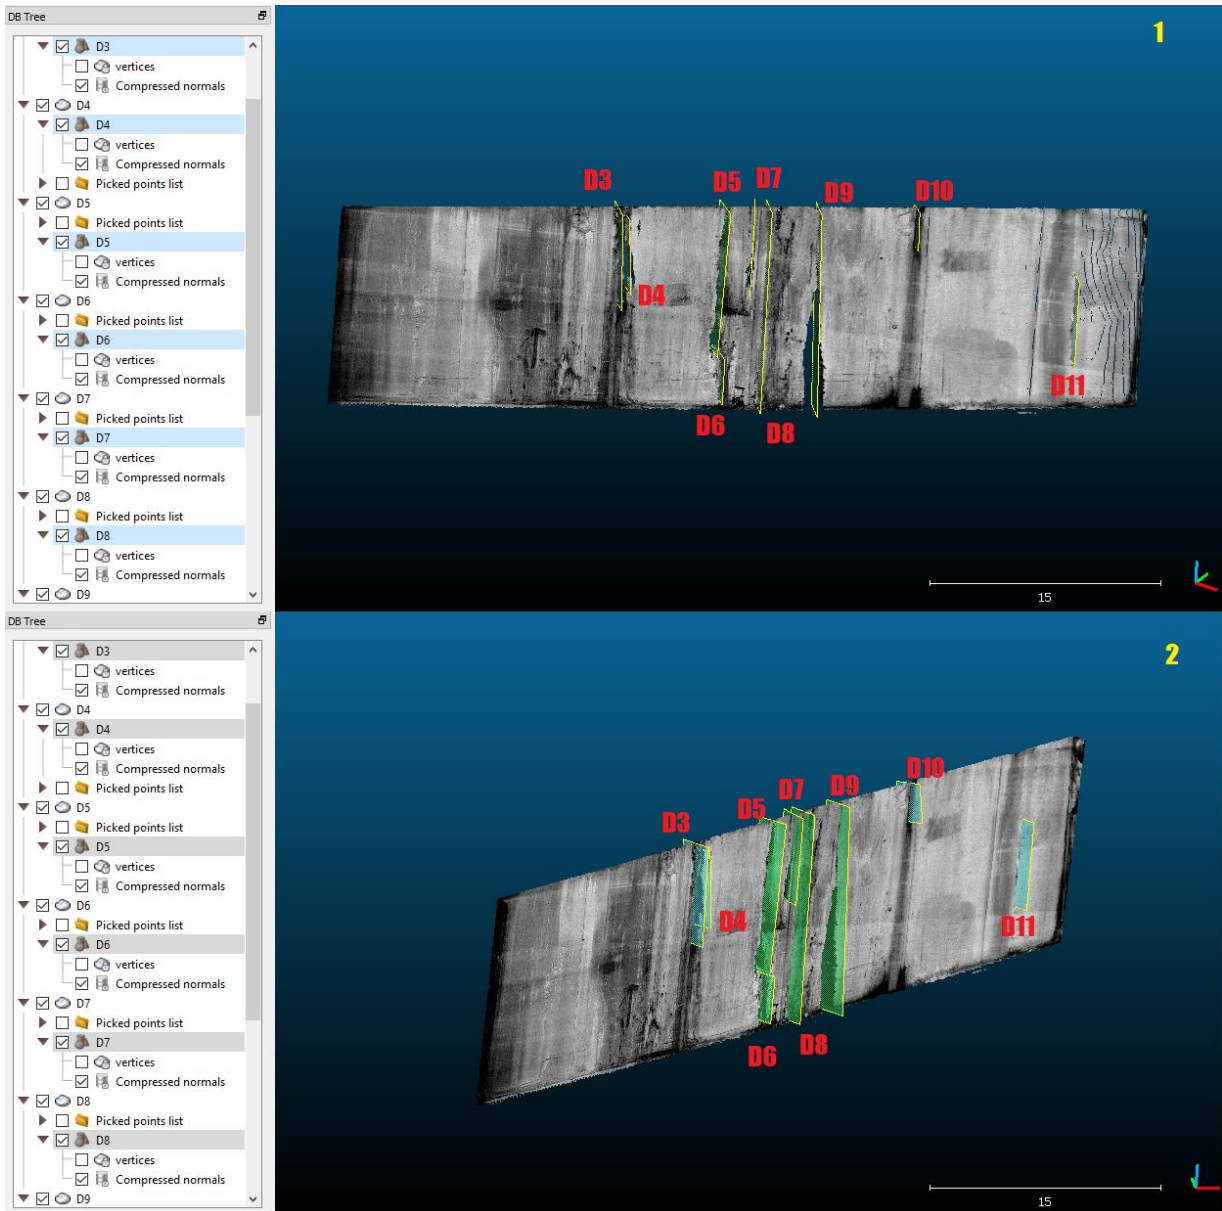 DB Tree
D3
vertices
Compressed normals
D4
D4
vertices
Compressed normals
Picked points list
D5
Picked points list
D5
vertices
Compressed normals
D6
Picked points list
D6
vertices
Compressed normals
D7
Picked points list
D7
vertices
Compressed normals
D8
Picked points list
D8
vertices
Compressed normals
D9
1
D3
D5
D7
D9
D10
D4
D11
D6
D8
15
DB Tree
D3
vertices
Compressed normals
D4
D4
vertices
Compressed normals
Picked points list
D5
Picked points list
D5
vertices
Compressed normals
D6
Picked points list
D6
vertices
Compressed normals
D7
Picked points list
D7
vertices
Compressed normals
D8
Picked points list
D8
vertices
Compressed normals
D9
2
D10
D7
D9
D5
D3
D4
D11
D6
D8
15